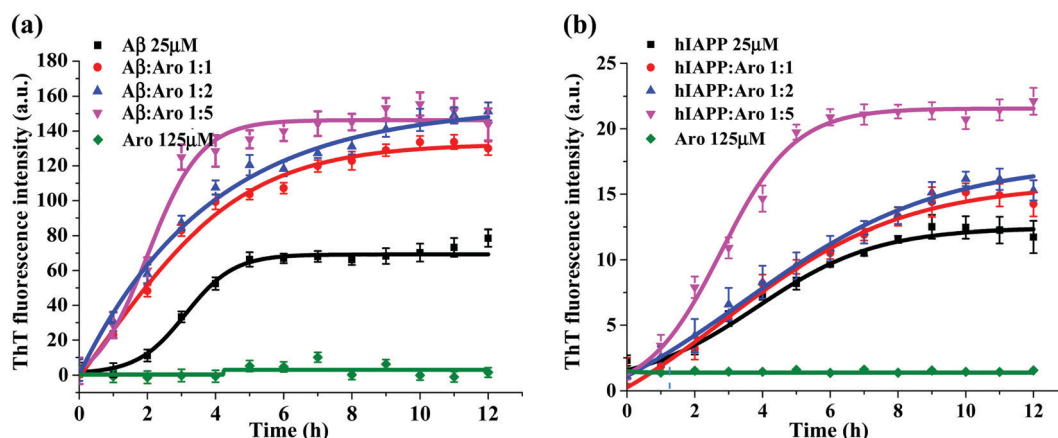 (a)
ThT fluorescence intensity (a.u.)
180
160
140
120
100
80
60
40
20
0
Aβ 25μM
Aβ:Aro 1:1
Aβ:Aro 1:2
Aβ:Aro 1:5
Aro 125μM
0 2 4 6 8 10 12
Time (h)
(b)
ThT fluorescence intensity (a.u.)
25
20
15
10
5
0
hIAPP 25μM
hIAPP:Aro 1:1
hIAPP:Aro 1:2
hIAPP:Aro 1:5
Aro 125μM
0 2 4 6 8 10 12
Time (h)